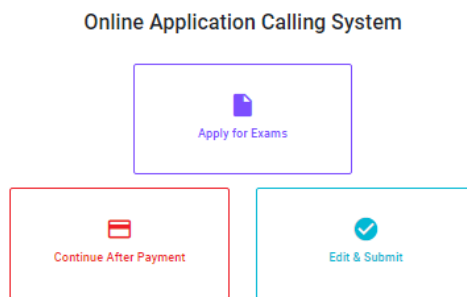 Online Application Calling System
Apply for Exams
Continue After Payment
Edit & Submit